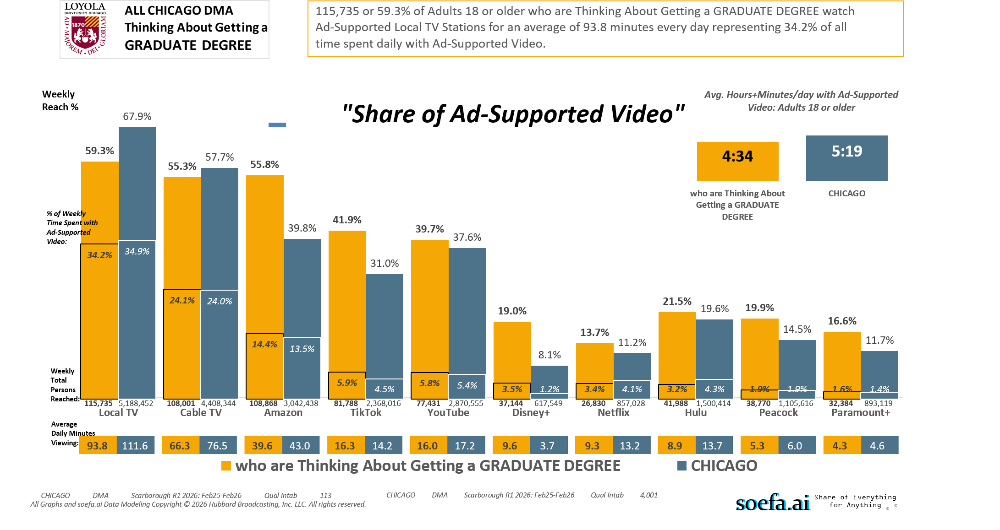 LOYOLA
UNIVERSITY CHICAGO
1870
AD • MAJOREM • DEI • GLORIAM
ALL CHICAGO DMA
Thinking About Getting a
GRADUATE DEGREE
115,735 or 59.3% of Adults 18 or older who are Thinking About Getting a GRADUATE DEGREE watch
Ad-Supported Local TV Stations for an average of 93.8 minutes every day representing 34.2% of all
time spent daily with Ad-Supported Video.
Weekly
Reach %
"Share of Ad-Supported Video"
Avg. Hours+Minutes/day with Ad-Supported
Video: Adults 18 or older
4:34
5:19
who are Thinking About
Getting a GRADUATE
DEGREE
CHICAGO
59.3% 67.9% 55.3% 57.7% 55.8% 39.8% 41.9% 31.0% 39.7% 37.6% 19.0% 8.1% 13.7% 11.2% 21.5% 19.6% 19.9% 14.5% 16.6% 11.7%
% of Weekly
Time Spent with
Ad-Supported
Video:
34.2% 34.9% 24.1% 24.0% 14.4% 13.5% 5.9% 4.5% 5.8% 5.4% 3.5% 1.2% 3.4% 4.1% 3.2% 4.3% 1.9% 1.9% 1.6% 1.4%
Weekly
Total
Persons
Reached:
115,735 5,188,452 108,001 4,408,344 108,868 3,042,438 81,788 2,368,016 77,431 2,870,555 37,144 617,549 26,830 857,028 41,988 1,500,414 38,770 1,105,616 32,384 893,119
Local TV Cable TV Amazon TikTok YouTube Disney+ Netflix Hulu Peacock Paramount+
Average
Daily Minutes
Viewing:
93.8 111.6 66.3 76.5 39.6 43.0 16.3 14.2 16.0 17.2 9.6 3.7 9.3 13.2 8.9 13.7 5.3 6.0 4.3 4.6
who are Thinking About Getting a GRADUATE DEGREE CHICAGO
CHICAGO DMA Scarborough R1 2026: Feb25-Feb26 Qual Intab 113
CHICAGO DMA Scarborough R1 2026: Feb25-Feb26 Qual Intab 4,001
All Graphs and soefa.ai Data Modeling Copyright © 2026 Hubbard Broadcasting, Inc. LLC. All rights reserved.
soefa.ai
Share of Everything
for Anything © ©